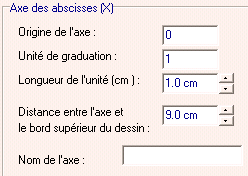 Axe des abscisses (X)
Origine de l'axe : 0
Unité de graduation : 1
Longueur de l'unité (cm ) : 1.0 cm
Distance entre l'axe et
le bord supérieur du dessin : 9.0 cm
Nom de l'axe :